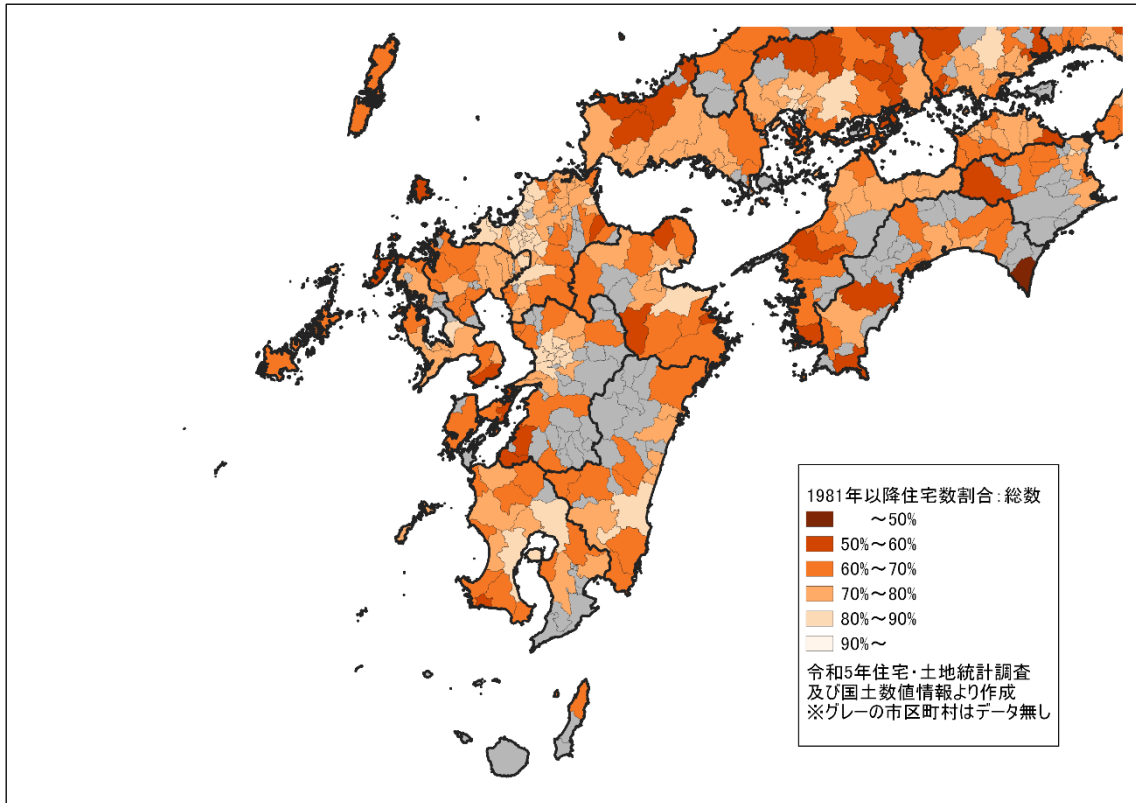 1981年以降住宅数割合:総数
～50%
50%～60%
60%～70%
70%～80%
80%～90%
90%～
令和5年住宅・土地統計調査
及び国土数値情報より作成
※グレーの市区町村はデータ無し